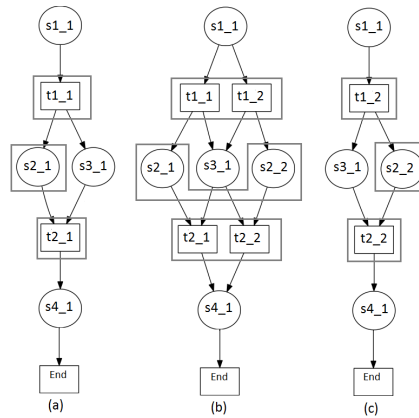 s1_1
t1_1
s2_1 s3_1
t2_1
s4_1
End
(a)
s1_1
t1_1 t1_2
s2_1 s3_1 s2_2
t2_1 t2_2
s4_1
End
(b)
s1_1
t1_2
s3_1 s2_2
t2_2
s4_1
End
(c)